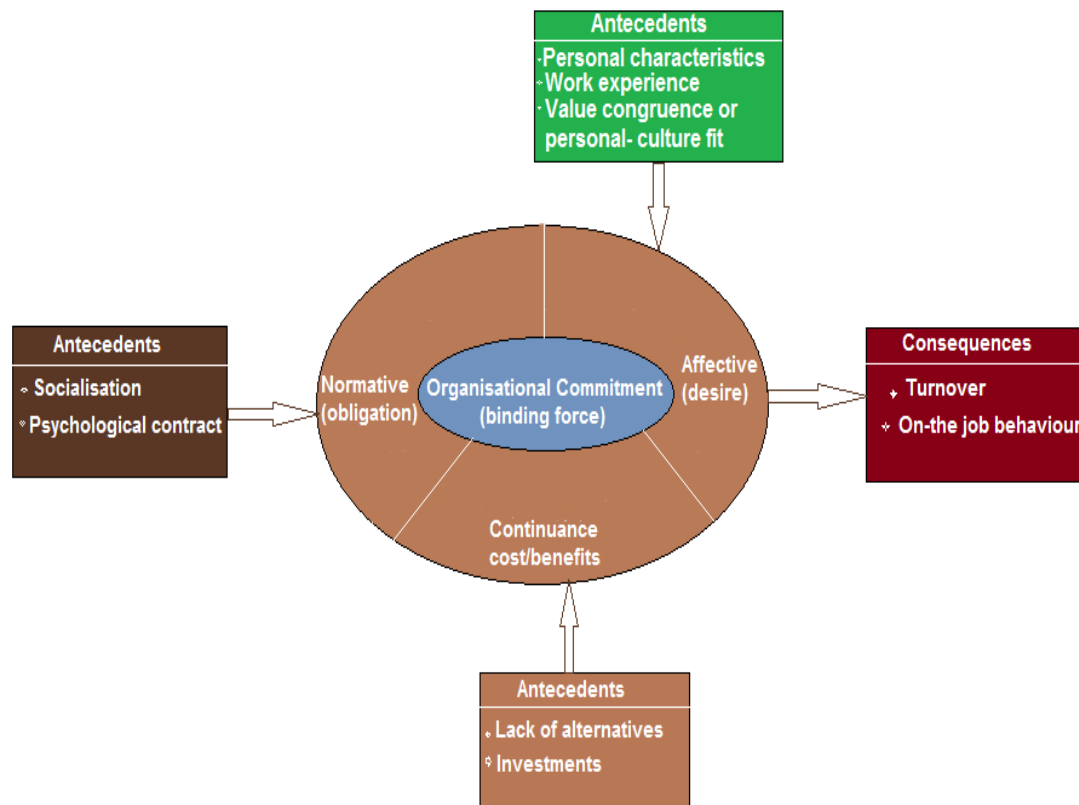 Antecedents
Personal characteristics
Work experience
Value congruence or
personal- culture fit
Antecedents
Socialisation
Psychological contract
Normative
(obligation)
Organisational Commitment
(binding force)
Affective
(desire)
Continuance
cost/benefits
Consequences
Turnover
On-the job behaviour
Antecedents
Lack of alternatives
Investments